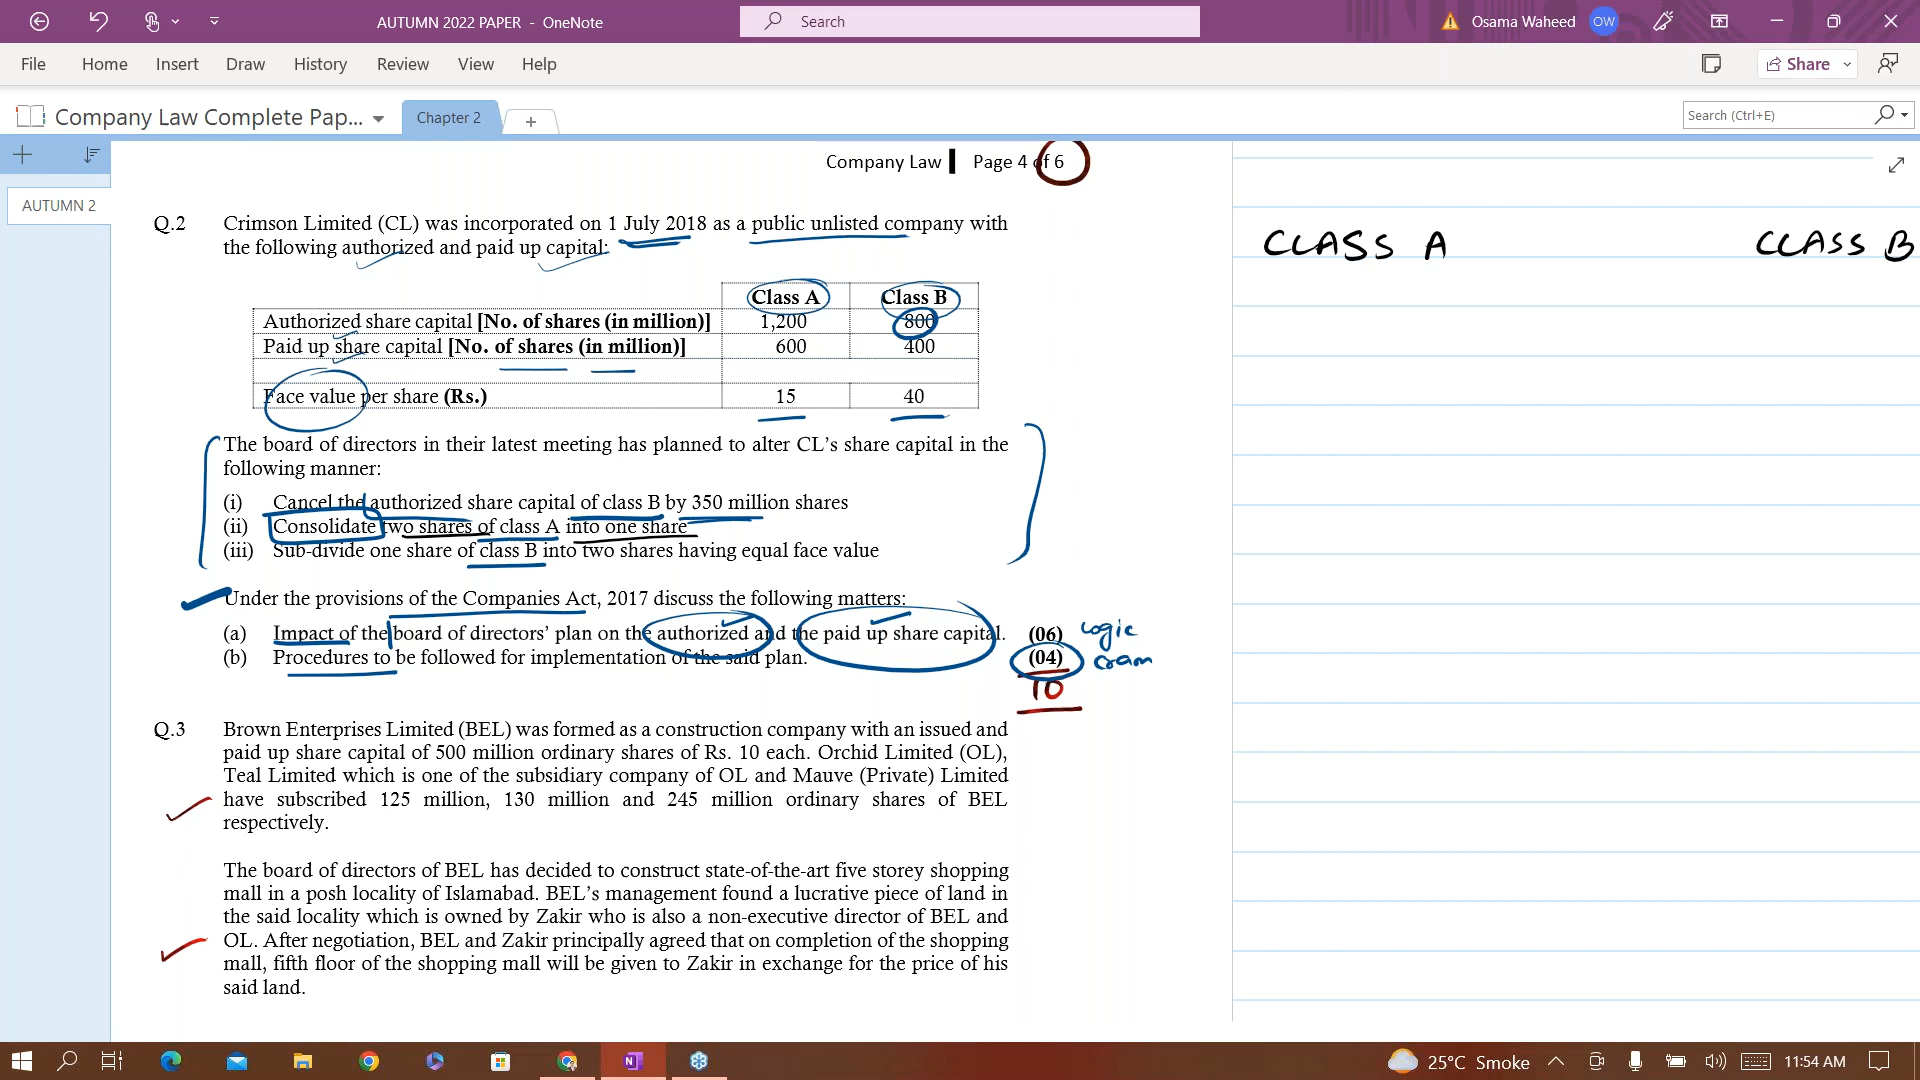 AUTUMN 2022 PAPER - OneNote
Search
Osama Waheed OW
File Home Insert Draw History Review View Help
Share
Company Law Complete Pap...
Chapter 2
+
Search (Ctrl+E)
AUTUMN 2
Company Law | Page 4 of 6
CLASS A CLASS B
Q.2 Crimson Limited (CL) was incorporated on 1 July 2018 as a public unlisted company with
the following authorized and paid up capital:
Class A Class B
Authorized share capital [No. of shares (in million)] 1,200 800
Paid up share capital [No. of shares (in million)] 600 400
Face value per share (Rs.) 15 40
The board of directors in their latest meeting has planned to alter CL's share capital in the
following manner:
(i) Cancel the authorized share capital of class B by 350 million shares
(ii) Consolidate two shares of class A into one share
(iii) Sub-divide one share of class B into two shares having equal face value
Under the provisions of the Companies Act, 2017 discuss the following matters:
(a) Impact of the board of directors' plan on the authorized and the paid up share capital. (06) Logic
(b) Procedures to be followed for implementation of the said plan. (04) cram
10
Q.3 Brown Enterprises Limited (BEL) was formed as a construction company with an issued and
paid up share capital of 500 million ordinary shares of Rs. 10 each. Orchid Limited (OL),
Teal Limited which is one of the subsidiary company of OL and Mauve (Private) Limited
have subscribed 125 million, 130 million and 245 million ordinary shares of BEL
respectively.
The board of directors of BEL has decided to construct state-of-the-art five storey shopping
mall in a posh locality of Islamabad. BEL's management found a lucrative piece of land in
the said locality which is owned by Zakir who is also a non-executive director of BEL and
OL. After negotiation, BEL and Zakir principally agreed that on completion of the shopping
mall, fifth floor of the shopping mall will be given to Zakir in exchange for the price of his
said land.
25°C Smoke 11:54 AM